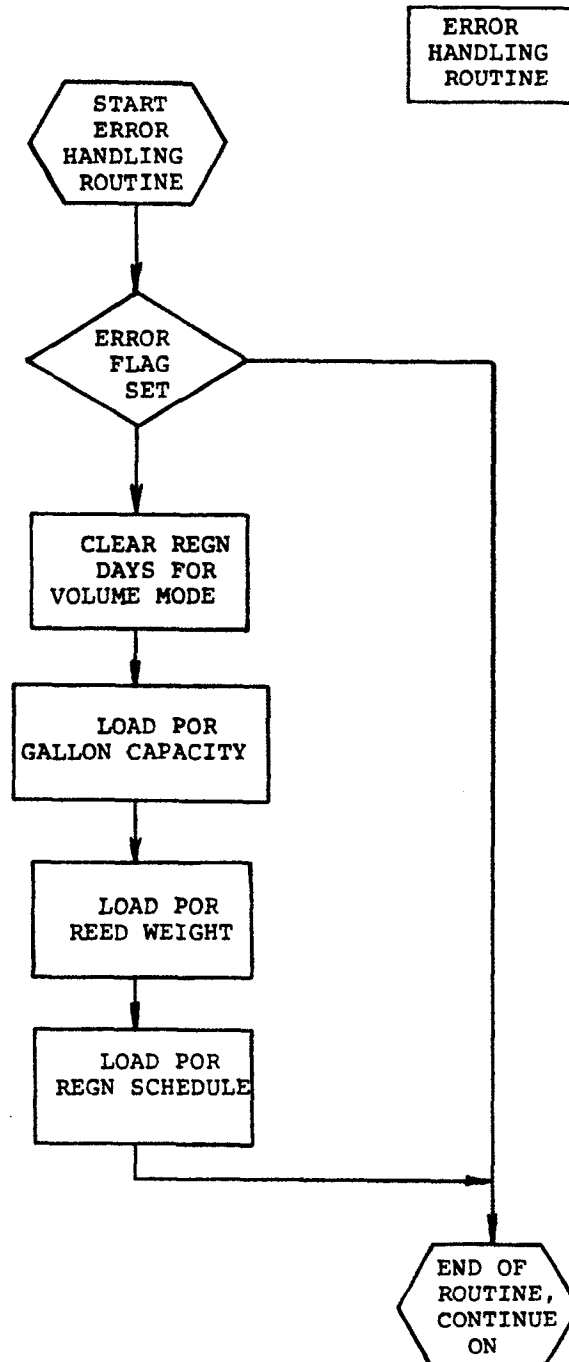 ERROR
HANDLING
ROUTINE
START
ERROR
HANDLING
ROUTINE
ERROR
FLAG
SET
CLEAR REGN
DAYS FOR
VOLUME MODE
LOAD POR
GALLON CAPACITY
LOAD POR
REED WEIGHT
LOAD POR
REGN SCHEDULE
END OF
ROUTINE,
CONTINUE
ON